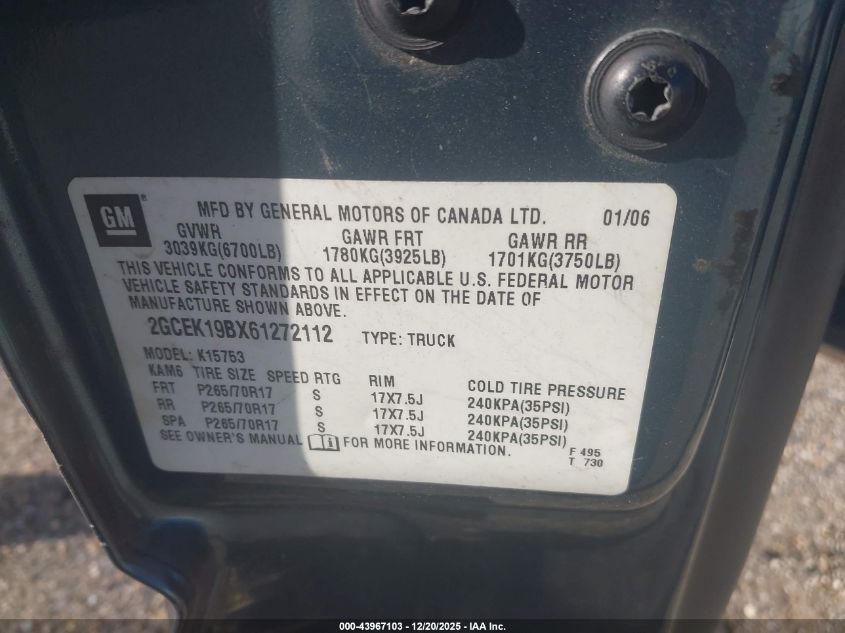 GM
MFD BY GENERAL MOTORS OF CANADA LTD. 01/06
GVWR GAWR FRT GAWR RR
3039KG(6700LB) 1780KG(3925LB) 1701KG(3750LB)
THIS VEHICLE CONFORMS TO ALL APPLICABLE U.S. FEDERAL MOTOR
VEHICLE SAFETY STANDARDS IN EFFECT ON THE DATE OF
MANUFACTURE SHOWN ABOVE.
2GCEK19BX61272112 TYPE: TRUCK
MODEL: K15753
KAM6 TIRE SIZE SPEED RTG RIM COLD TIRE PRESSURE
FRT P265/70R17 S 17X7.5J 240KPA(35PSI)
RR P265/70R17 S 17X7.5J 240KPA(35PSI)
SPA P265/70R17 S 17X7.5J 240KPA(35PSI)
SEE OWNER'S MANUAL FOR MORE INFORMATION.
F 495
T 730
000-43967103 - 12/20/2025 - IAA Inc.